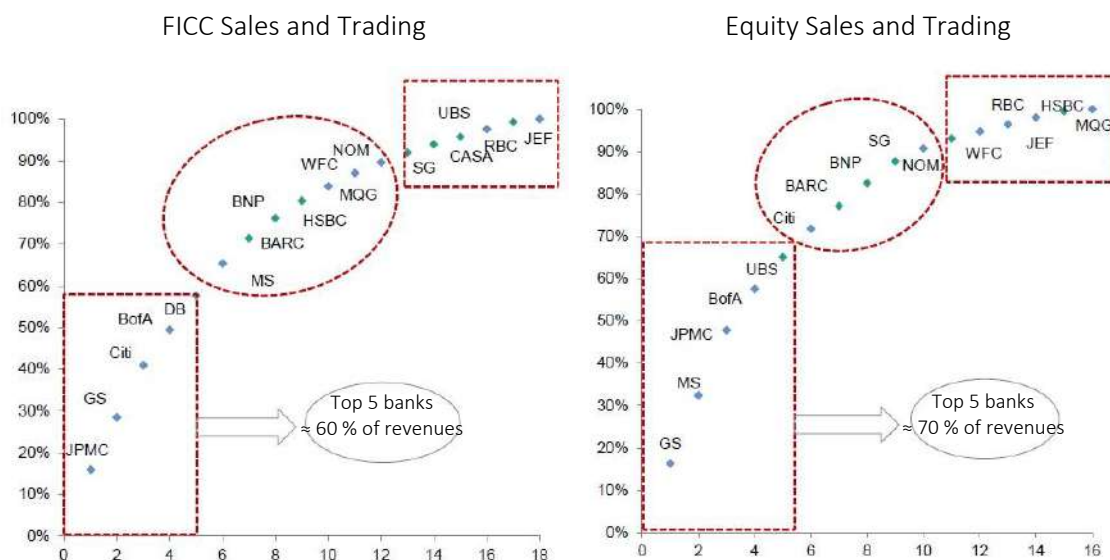 FICC Sales and Trading
100%
90%
80%
70%
60%
50%
40%
30%
20%
10%
0%
0 2 4 6 8 10 12 14 16 18
JPMC
GS
Citi
BofA
DB
MS
BARC
BNP
HSBC
WFC
MQG
NOM
SG
UBS
CASA
RBC
JEF
Top 5 banks
≈ 60 % of revenues
Equity Sales and Trading
100%
90%
80%
70%
60%
50%
40%
30%
20%
10%
0%
0 2 4 6 8 10 12 14 16
GS
MS
JPMC
BofA
UBS
Citi
BARC
BNP
SG
NOM
WFC
RBC
JEF
HSBC
MQG
Top 5 banks
≈ 70 % of revenues